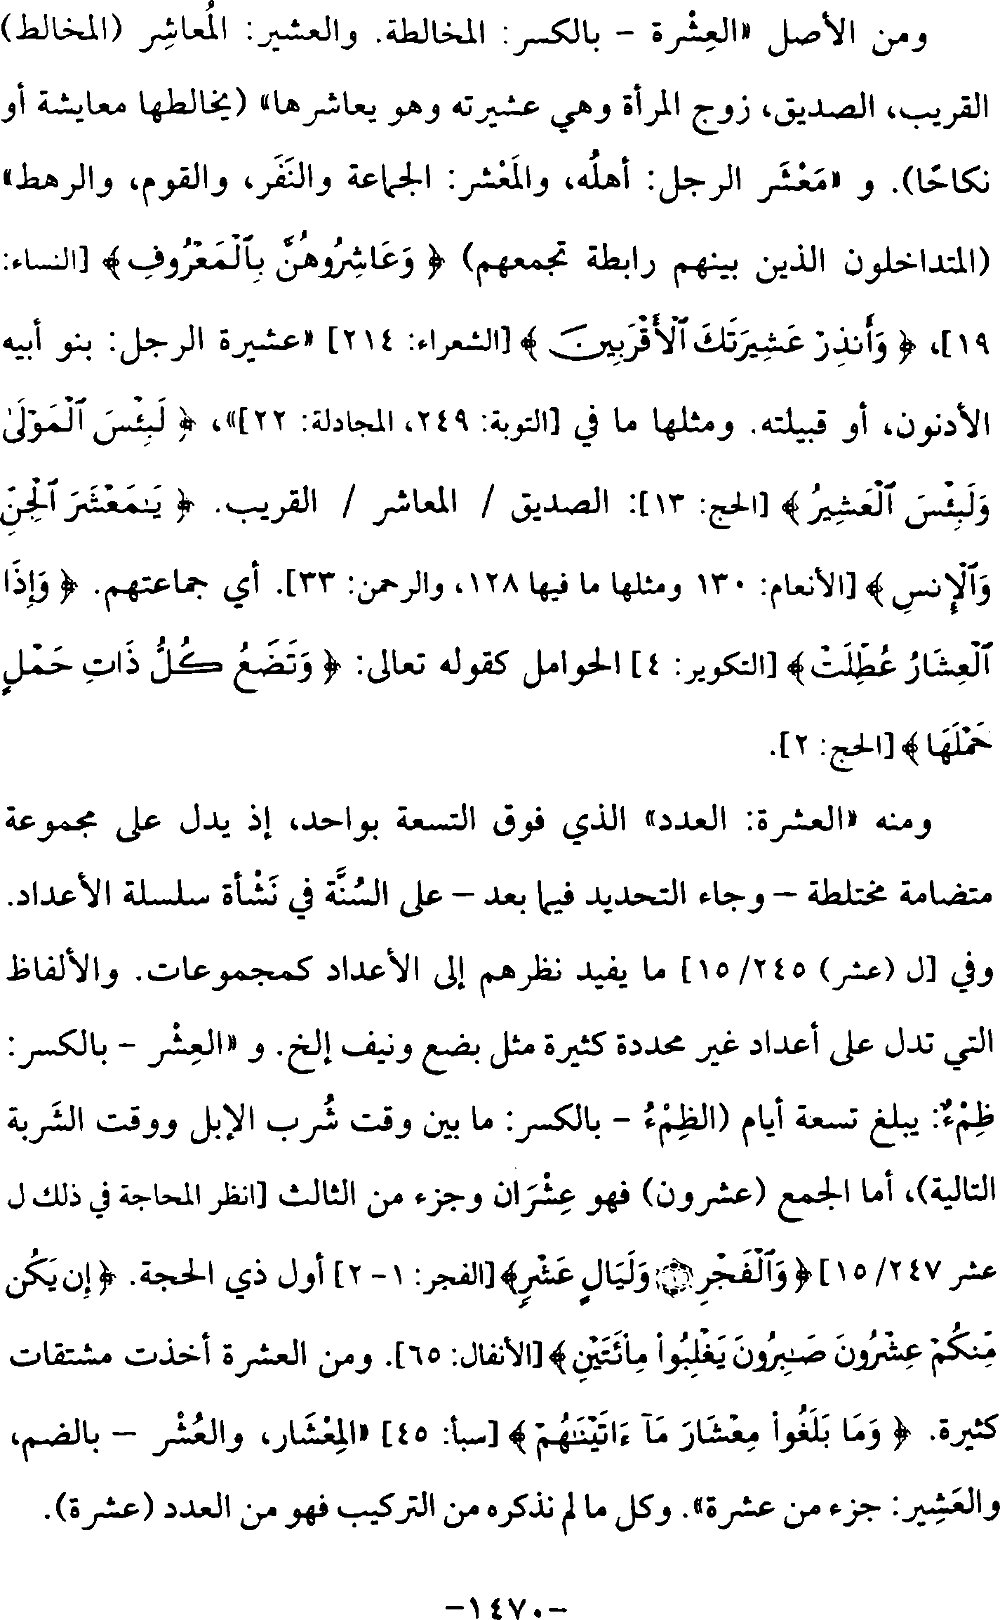 ومن الأصل «العِشْرة – بالكسر: المخالطة. والعشير: المُعاشِر (المخالط)
القريب، الصديق، زوج المرأة وهي عشيرته وهو يعاشرها» (يخالطها معايشة أو
نكاحًا). و «مَعْشَر الرجل: أهلُه، والمَعْشر: الجماعة والنَفَر، والقوم، والرهط»
(المتداخلون الذين بينهم رابطة تجمعهم) ﴿ وَعَاشِرُوهُنَّ بِٱلْمَعْرُوفِ ﴾ [النساء:
١٩]، ﴿ وَأَنذِرْ عَشِيرَتَكَ ٱلْأَقْرَبِينَ ﴾ [الشعراء: ٢١٤] «عشيرة الرجل: بنو أبيه
الأدنون، أو قبيلته. ومثلها ما في [التوبة: ٢٤٩، المجادلة: ٢٢]»، ﴿ لَبِئْسَ ٱلْمَوْلَىٰ
وَلَبِئْسَ ٱلْعَشِيرُ ﴾ [الحج: ١٣]: الصديق / المعاشر / القريب. ﴿ يَٰمَعْشَرَ ٱلْجِنِّ
وَٱلْإِنسِ ﴾ [الأنعام: ١٣٠ ومثلها ما فيها ١٢٨، والرحمن: ٣٣]. أي جماعتهم. ﴿ وَإِذَا
ٱلْعِشَارُ عُطِّلَتْ ﴾ [التكوير: ٤] الحوامل كقوله تعالى: ﴿ وَتَضَعُ كُلُّ ذَاتِ حَمْلٍ
حَمْلَهَا ﴾ [الحج: ٢].
ومنه «العشرة: العدد» الذي فوق التسعة بواحد، إذ يدل على مجموعة
متضامة مختلطة – وجاء التحديد فيما بعد – على السُنَّة في نَشْأة سلسلة الأعداد.
وفي [ل (عشر) ٢٤٥/ ١٥] ما يفيد نظرهم إلى الأعداد كمجموعات. والألفاظ
التي تدل على أعداد غير محددة كثيرة مثل بضع ونيف إلخ. و «العِشْر – بالكسر:
ظِمْءٌ: يبلغ تسعة أيام (الظِمْءُ – بالكسر: ما بين وقت شُرب الإبل ووقت الشَربة
التالية)، أما الجمع (عشرون) فهو عِشْرَان وجزء من الثالث [انظر المحاجة في ذلك ل
عشر ٢٤٧/ ١٥] ﴿ وَٱلْفَجْرِ ۝١ وَلَيَالٍ عَشْرٍ ﴾ [الفجر: ١- ٢] أول ذي الحجة. ﴿ إِن يَكُن
مِّنكُمْ عِشْرُونَ صَٰبِرُونَ يَغْلِبُوا۟ مِا۟ئَتَيْنِ ﴾ [الأنفال: ٦٥]. ومن العشرة أخذت مشتقات
كثيرة. ﴿ وَمَا بَلَغُوا۟ مِعْشَارَ مَآ ءَاتَيْنَٰهُمْ ﴾ [سبأ: ٤٥] «المِعْشَار، والعُشْر – بالضم،
والعَشِير: جزء من عشرة». وكل ما لم نذكره من التركيب فهو من العدد (عشرة).
-١٤٧٠-